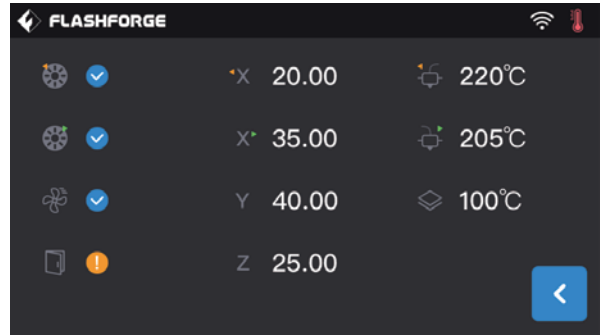 FLASHFORGE
X 20.00 220℃
X 35.00 205℃
Y 40.00 100℃
! Z 25.00